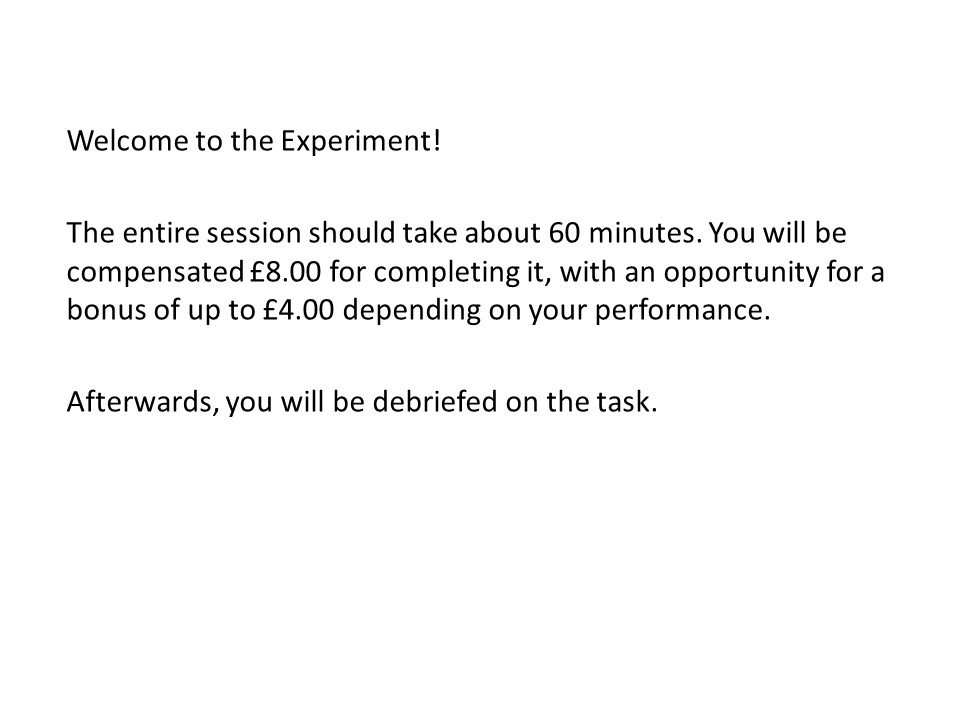 Welcome to the Experiment!
The entire session should take about 60 minutes. You will be
compensated £8.00 for completing it, with an opportunity for a
bonus of up to £4.00 depending on your performance.
Afterwards, you will be debriefed on the task.